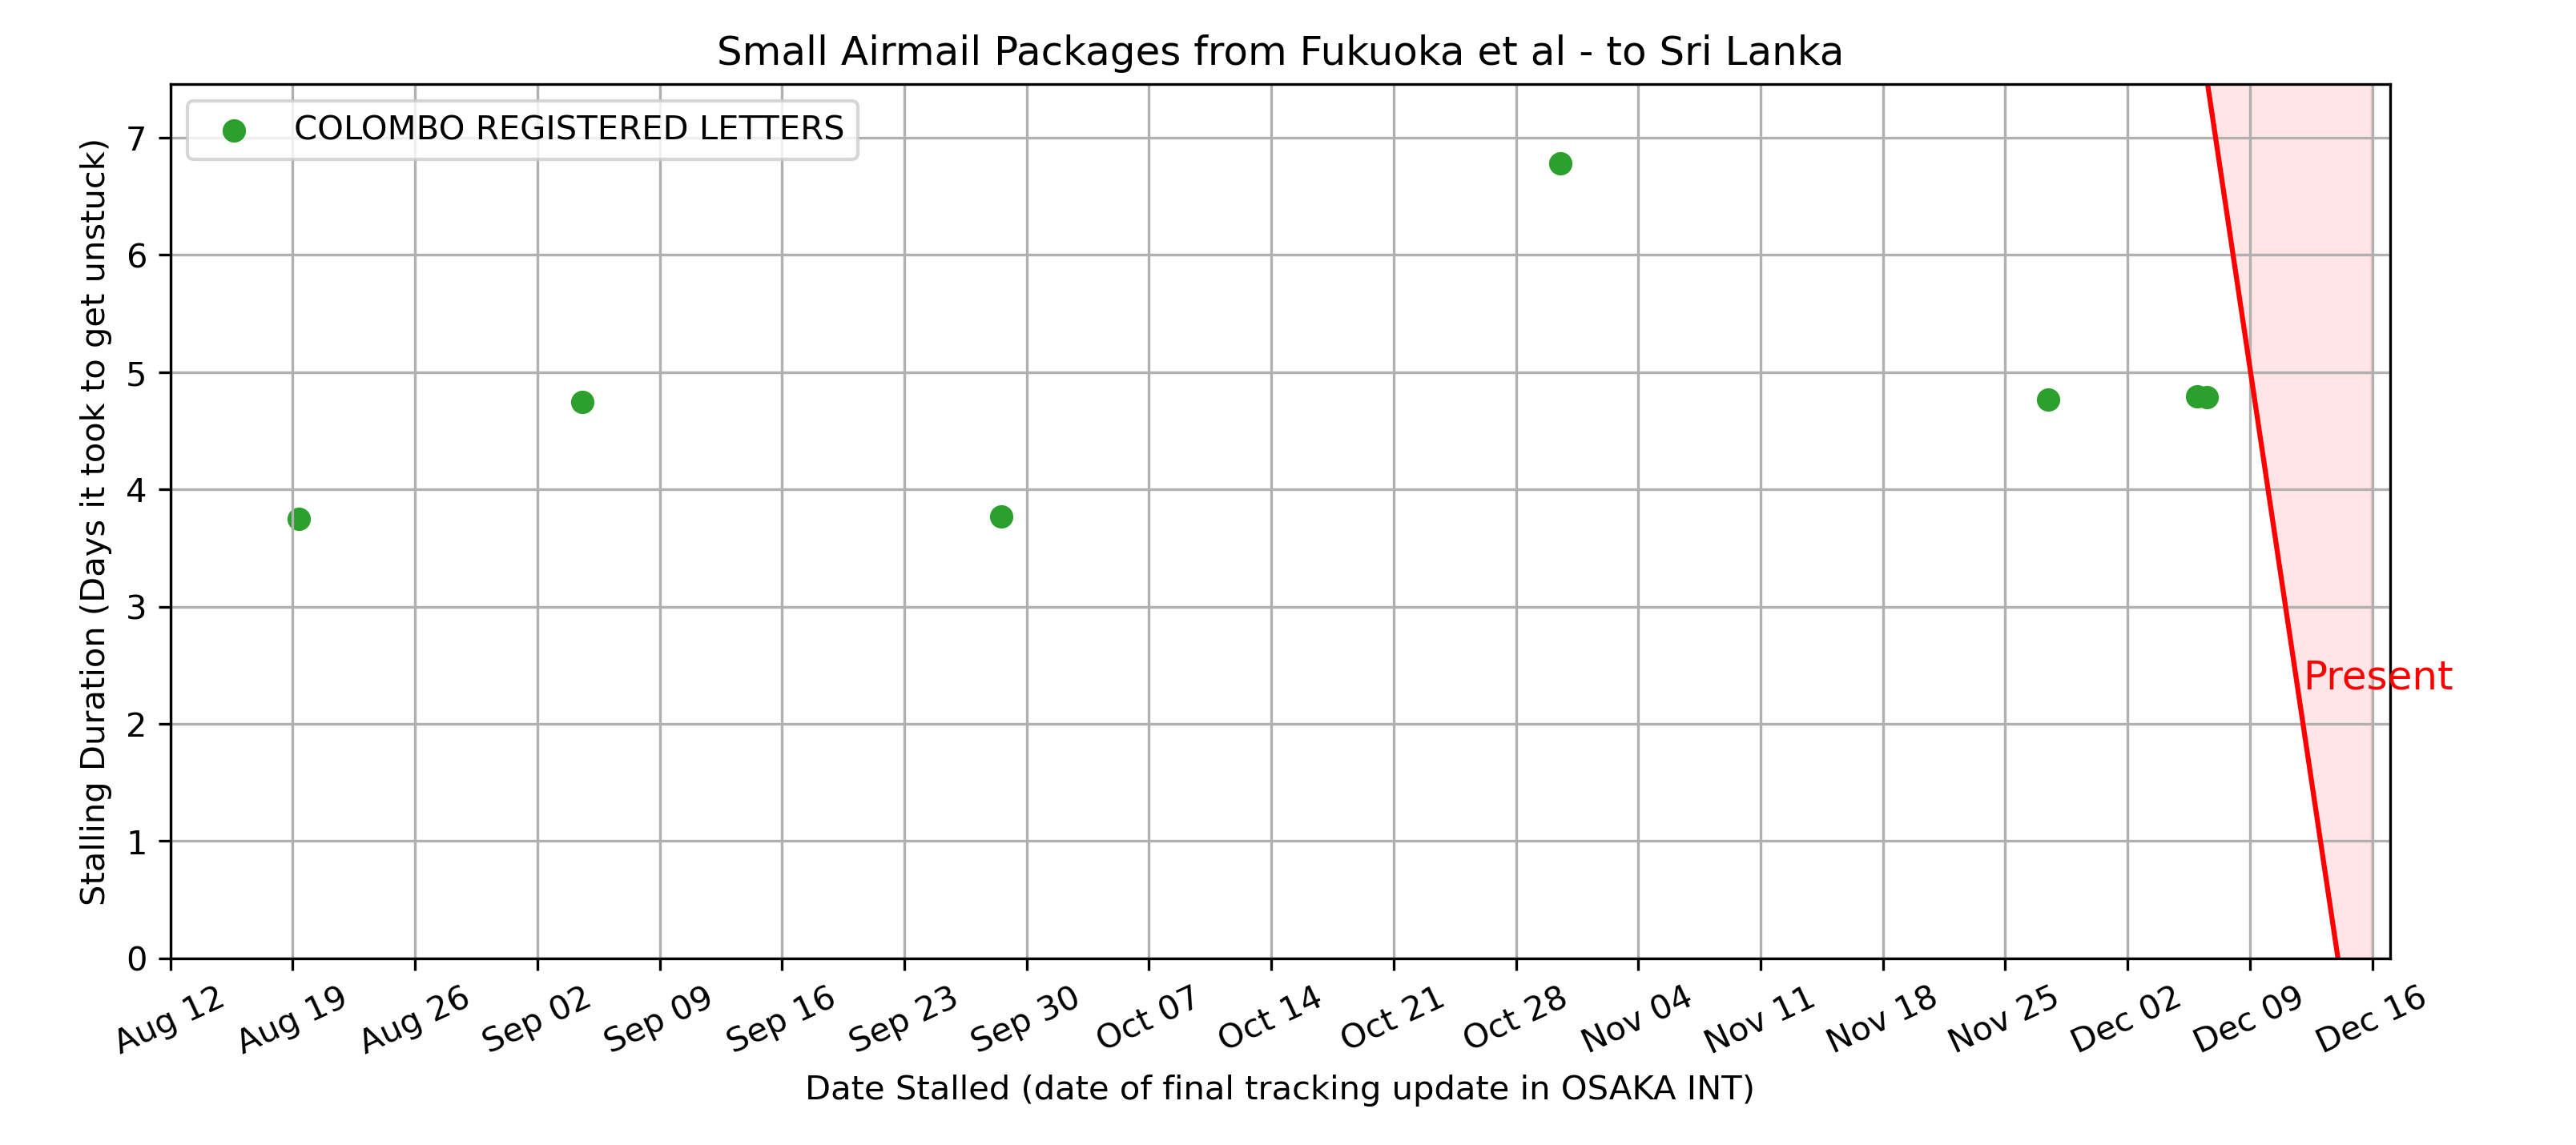 Small Airmail Packages from Fukuoka et al - to Sri Lanka
COLOMBO REGISTERED LETTERS
Stalling Duration (Days it took to get unstuck)
7
6
5
4
3
2
1
0
Present
Aug 12
Aug 19
Aug 26
Sep 02
Sep 09
Sep 16
Sep 23
Sep 30
Oct 07
Oct 14
Oct 21
Oct 28
Nov 04
Nov 11
Nov 18
Nov 25
Dec 02
Dec 09
Dec 16
Date Stalled (date of final tracking update in OSAKA INT)